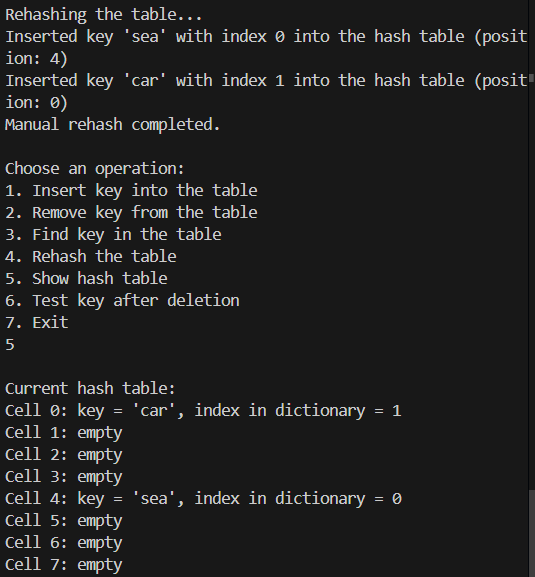 Rehashing the table...
Inserted key 'sea' with index 0 into the hash table (posit
ion: 4)
Inserted key 'car' with index 1 into the hash table (posit
ion: 0)
Manual rehash completed.
Choose an operation:
1. Insert key into the table
2. Remove key from the table
3. Find key in the table
4. Rehash the table
5. Show hash table
6. Test key after deletion
7. Exit
5
Current hash table:
Cell 0: key = 'car', index in dictionary = 1
Cell 1: empty
Cell 2: empty
Cell 3: empty
Cell 4: key = 'sea', index in dictionary = 0
Cell 5: empty
Cell 6: empty
Cell 7: empty